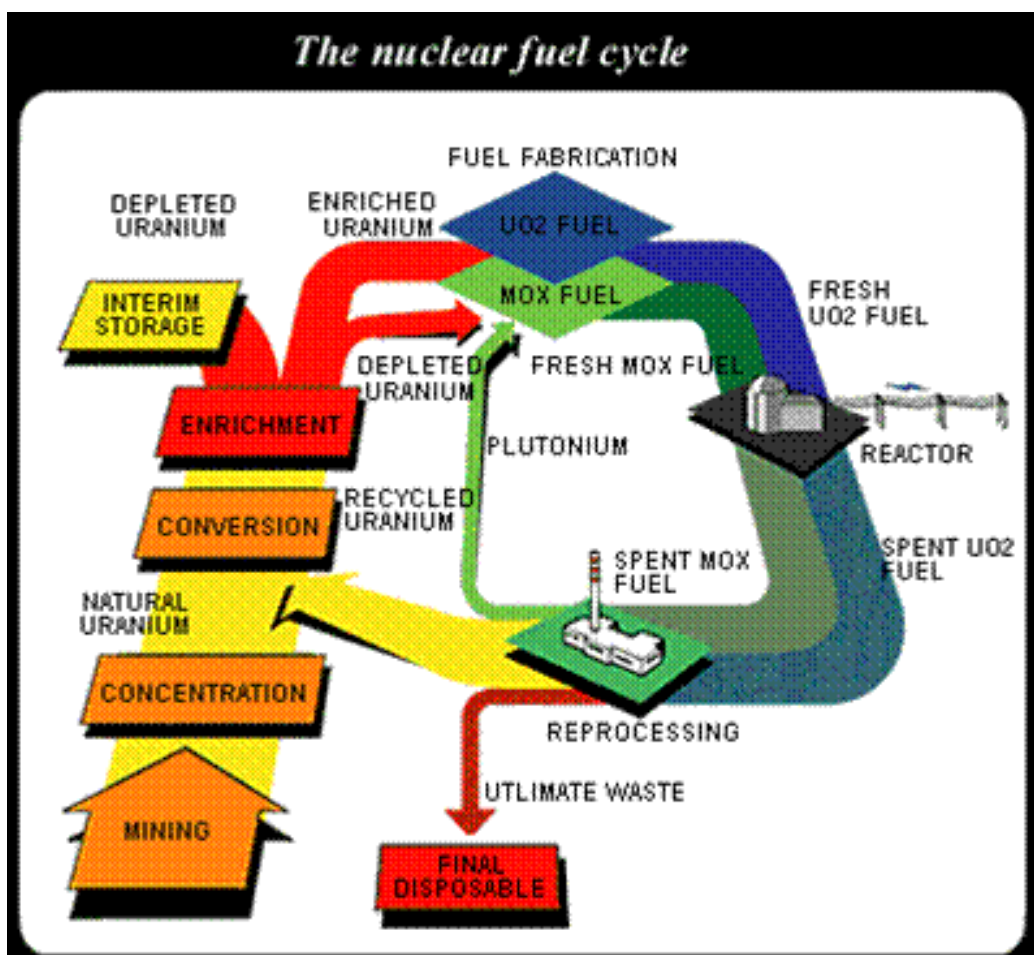 The nuclear fuel cycle
FUEL FABRICATION
DEPLETED
URANIUM
ENRICHED
URANIUM
UO2 FUEL
INTERIM
STORAGE
MOX FUEL
FRESH
UO2 FUEL
DEPLETED
URANIUM
FRESH MOX FUEL
ENRICHMENT
PLUTONIUM
REACTOR
RECYCLED
URANIUM
CONVERSION
SPENT MOX
FUEL
SPENT UO2
FUEL
NATURAL
URANIUM
CONCENTRATION
REPROCESSING
UTLIMATE WASTE
MINING
FINAL
DISPOSABLE